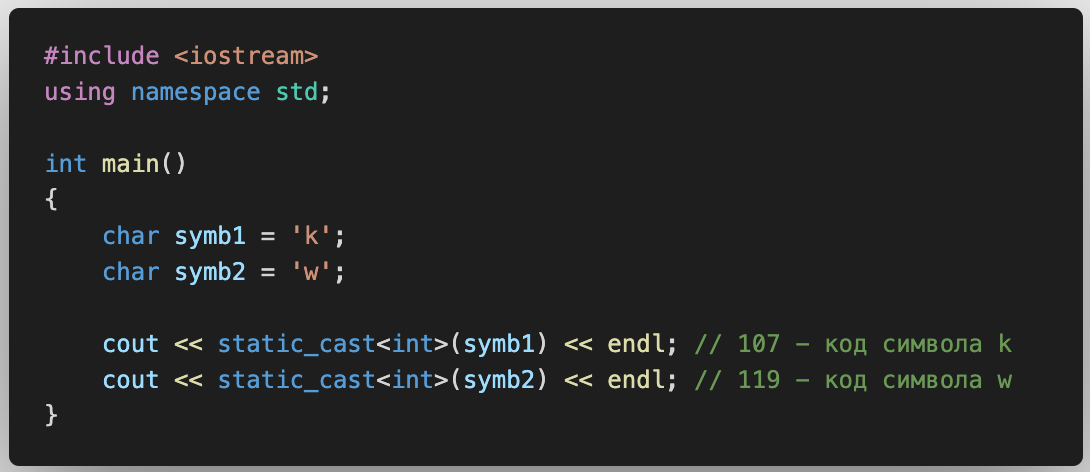 #include <iostream>
using namespace std;

int main()
{
    char symb1 = 'k';
    char symb2 = 'w';

    cout << static_cast<int>(symb1) << endl; // 107 – код символа k
    cout << static_cast<int>(symb2) << endl; // 119 – код символа w
}